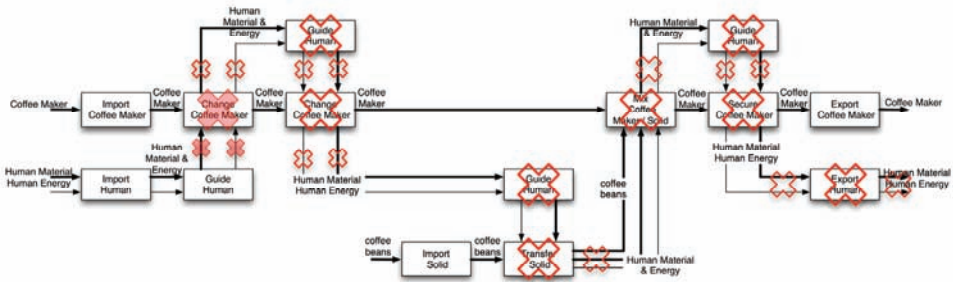 Human
Material &
Energy
Guide
Human
Human Material
& Energy
Guide
Human
Coffee Maker
Import
Coffee Maker
Coffee
Maker
Change
Coffee Maker
Coffee
Maker
Change
Coffee Maker
Coffee
Maker
Mix
Coffee
Maker / Solid
Coffee
Maker
Secure
Coffee Maker
Coffee
Maker
Export
Coffee Maker
Coffee Maker
Human
Material &
Energy
Human Material
Human Energy
Import
Human
Guide
Human
Human Material
Human Energy
Guide
Human
coffee
beans
Human Material
Human Energy
Export
Human
Human Material
Human Energy
coffee
beans
Import
Solid
coffee
beans
Transfer
Solid
Human Material
& Energy